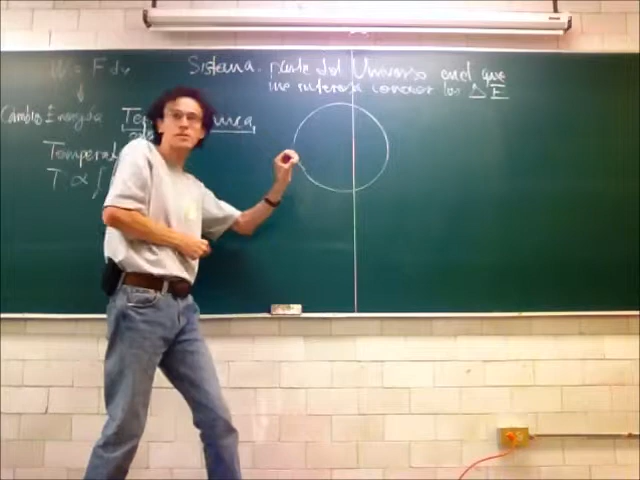 W = F dx
Sistema. parte del Universo en el que
me interesa conocer los ΔE
Cambio Energía
Temperat
T ∝